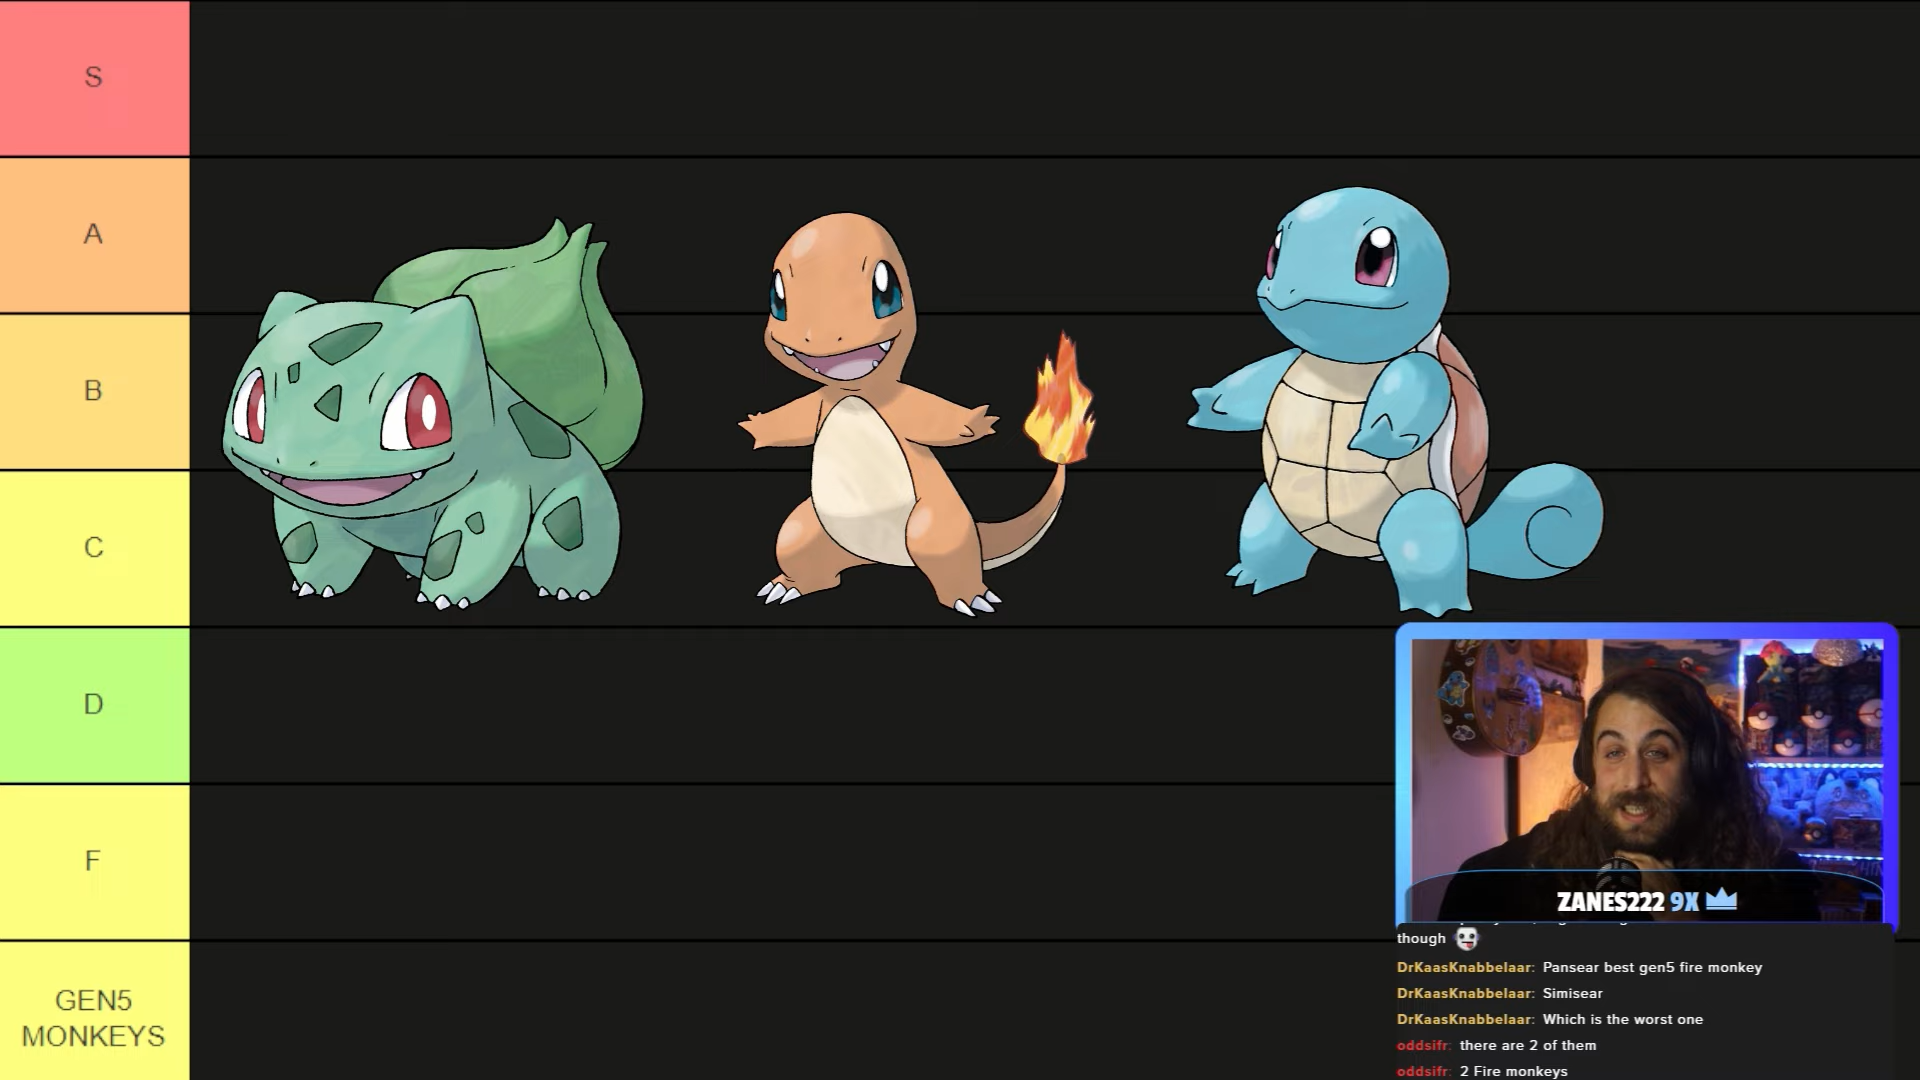 S
A
B
C
D
F
GEN5
MONKEYS
ZANES222 9X
though
DrKaasKnabbelaar: Pansear best gen5 fire monkey
DrKaasKnabbelaar: Simisear
DrKaasKnabbelaar: Which is the worst one
oddsifr: there are 2 of them
oddsifr: 2 Fire monkeys